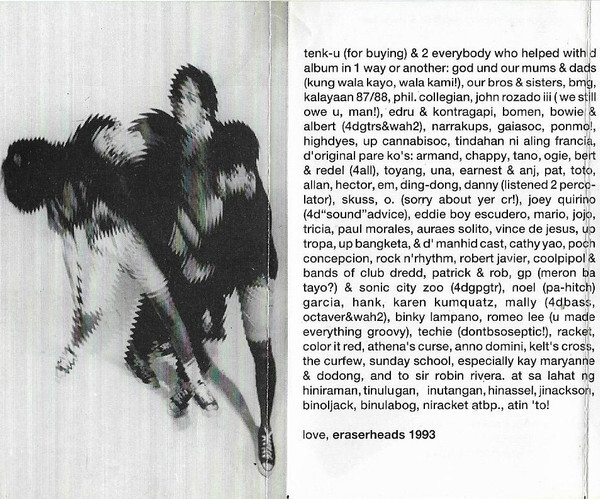 tenk-u (for buying) & 2 everybody who helped with d
album in 1 way or another: god und our mums & dads
(kung wala kayo, wala kami!), our bros & sisters, bmg,
kalayaan 87/88, phil. collegian, john rozado iii ( we still
owe u, man!), edru & kontragapi, bomen, bowie &
albert (4dgtrs&wah2), narrakups, gaiasoc, ponmo!,
highdyes, up cannabisoc, tindahan ni aling francia,
d'original pare ko's: armand, chappy, tano, ogie, bert
& redel (4all), toyang, una, earnest & anj, pat, toto,
allan, hector, em, ding-dong, danny (listened 2 perco-
lator), skuss, o. (sorry about yer cr!), joey quirino
(4d"sound"advice), eddie boy escudero, mario, jojo,
tricia, paul morales, auraes solito, vince de jesus, up
tropa, up bangketa, & d' manhid cast, cathy yao, poch
concepcion, rock n'rhythm, robert javier, coolpipol &
bands of club dredd, patrick & rob, gp (meron ba
tayo?) & sonic city zoo (4dgpgtr), noel (pa-hitch)
garcia, hank, karen kumquatz, mally (4dbass,
octaver&wah2), binky lampano, romeo lee (u made
everything groovy), techie (dontbsoseptic!), racket,
color it red, athena's curse, anno domini, kelt's cross,
the curfew, sunday school, especially kay maryanne
& dodong, and to sir robin rivera. at sa lahat ng
hiniraman, tinulugan, inutangan, hinassel, jinackson,
binoljack, binulabog, niracket atbp., atin 'to!
love, eraserheads 1993